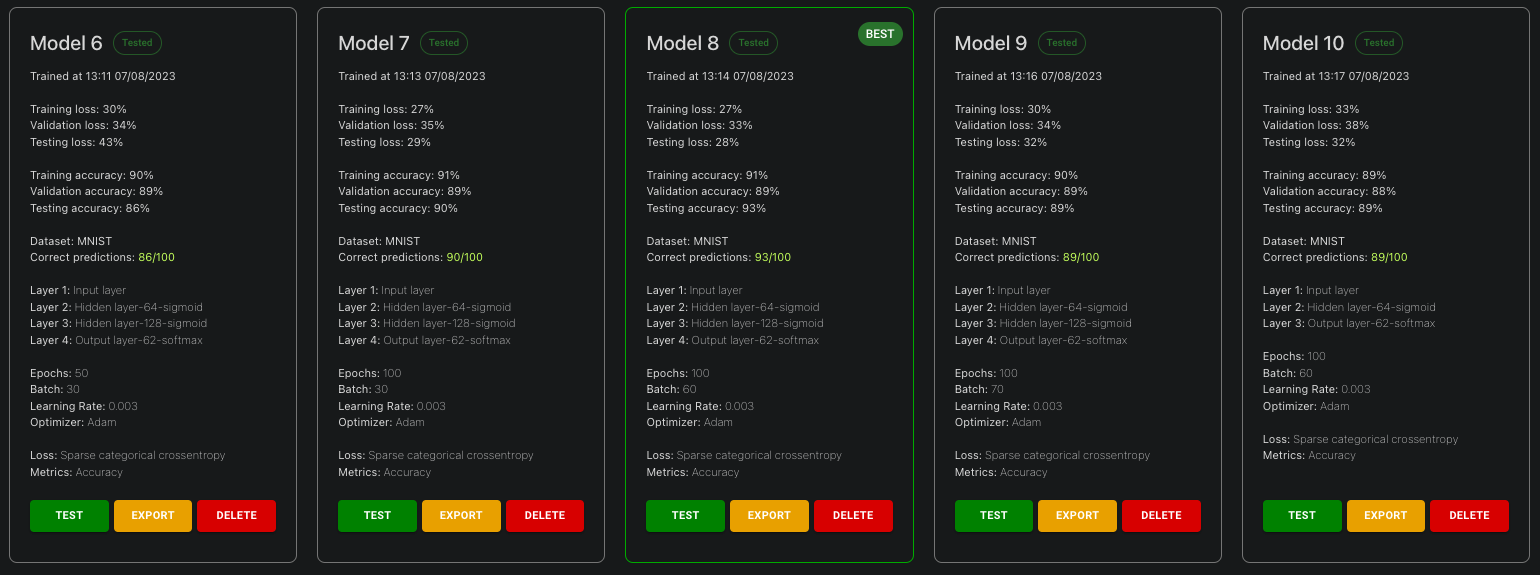 Model 6 Tested
Trained at 13:11 07/08/2023
Training loss: 30%
Validation loss: 34%
Testing loss: 43%
Training accuracy: 90%
Validation accuracy: 89%
Testing accuracy: 86%
Dataset: MNIST
Correct predictions: 86/100
Layer 1: Input layer
Layer 2: Hidden layer-64-sigmoid
Layer 3: Hidden layer-128-sigmoid
Layer 4: Output layer-62-softmax
Epochs: 50
Batch: 30
Learning Rate: 0.003
Optimizer: Adam
Loss: Sparse categorical crossentropy
Metrics: Accuracy
TEST EXPORT DELETE
Model 7 Tested
Trained at 13:13 07/08/2023
Training loss: 27%
Validation loss: 35%
Testing loss: 29%
Training accuracy: 91%
Validation accuracy: 89%
Testing accuracy: 90%
Dataset: MNIST
Correct predictions: 90/100
Layer 1: Input layer
Layer 2: Hidden layer-64-sigmoid
Layer 3: Hidden layer-128-sigmoid
Layer 4: Output layer-62-softmax
Epochs: 100
Batch: 30
Learning Rate: 0.003
Optimizer: Adam
Loss: Sparse categorical crossentropy
Metrics: Accuracy
TEST EXPORT DELETE
BEST
Model 8 Tested
Trained at 13:14 07/08/2023
Training loss: 27%
Validation loss: 33%
Testing loss: 28%
Training accuracy: 91%
Validation accuracy: 89%
Testing accuracy: 93%
Dataset: MNIST
Correct predictions: 93/100
Layer 1: Input layer
Layer 2: Hidden layer-64-sigmoid
Layer 3: Hidden layer-128-sigmoid
Layer 4: Output layer-62-softmax
Epochs: 100
Batch: 60
Learning Rate: 0.003
Optimizer: Adam
Loss: Sparse categorical crossentropy
Metrics: Accuracy
TEST EXPORT DELETE
Model 9 Tested
Trained at 13:16 07/08/2023
Training loss: 30%
Validation loss: 34%
Testing loss: 32%
Training accuracy: 90%
Validation accuracy: 89%
Testing accuracy: 89%
Dataset: MNIST
Correct predictions: 89/100
Layer 1: Input layer
Layer 2: Hidden layer-64-sigmoid
Layer 3: Hidden layer-128-sigmoid
Layer 4: Output layer-62-softmax
Epochs: 100
Batch: 70
Learning Rate: 0.003
Optimizer: Adam
Loss: Sparse categorical crossentropy
Metrics: Accuracy
TEST EXPORT DELETE
Model 10 Tested
Trained at 13:17 07/08/2023
Training loss: 33%
Validation loss: 38%
Testing loss: 32%
Training accuracy: 89%
Validation accuracy: 88%
Testing accuracy: 89%
Dataset: MNIST
Correct predictions: 89/100
Layer 1: Input layer
Layer 2: Hidden layer-64-sigmoid
Layer 3: Output layer-62-softmax
Epochs: 100
Batch: 60
Learning Rate: 0.003
Optimizer: Adam
Loss: Sparse categorical crossentropy
Metrics: Accuracy
TEST EXPORT DELETE